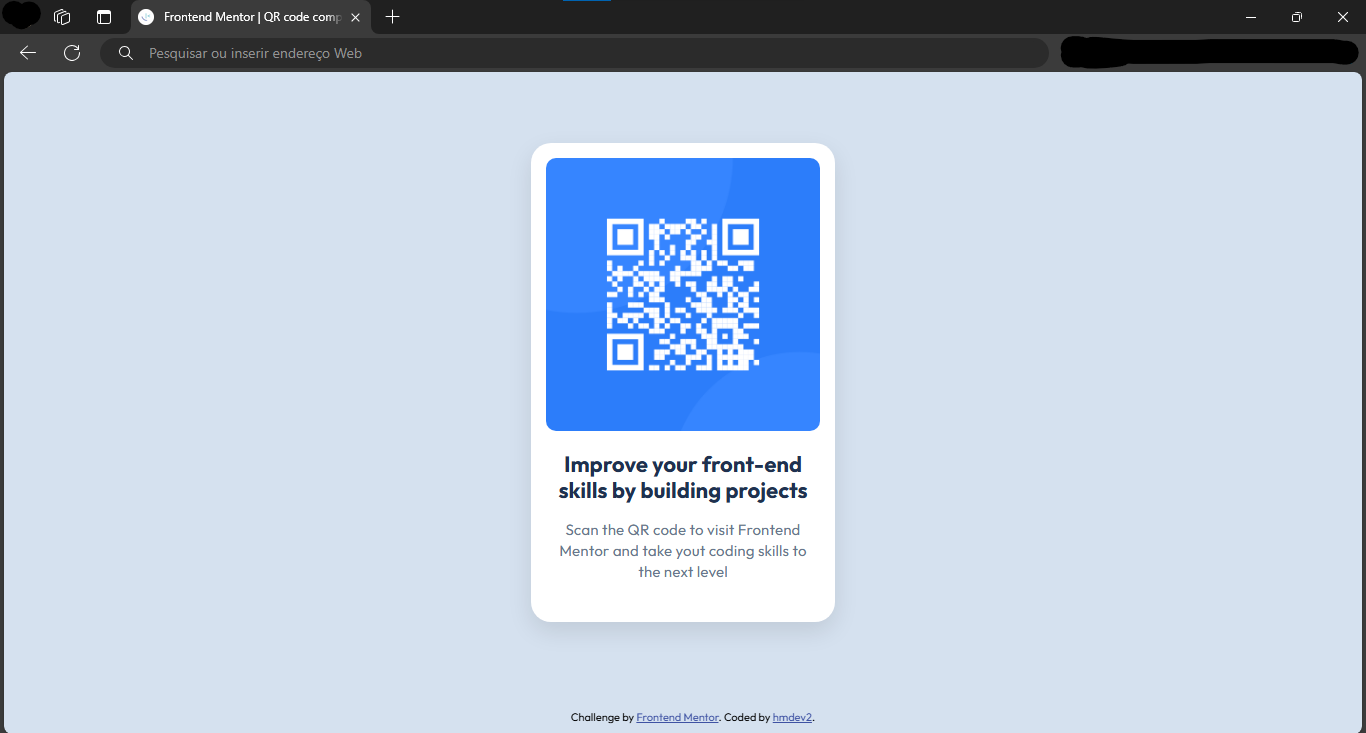 Frontend Mentor | QR code comp
Pesquisar ou inserir endereço Web
Improve your front-end
skills by building projects
Scan the QR code to visit Frontend
Mentor and take yout coding skills to
the next level
Challenge by Frontend Mentor. Coded by hmdev2.